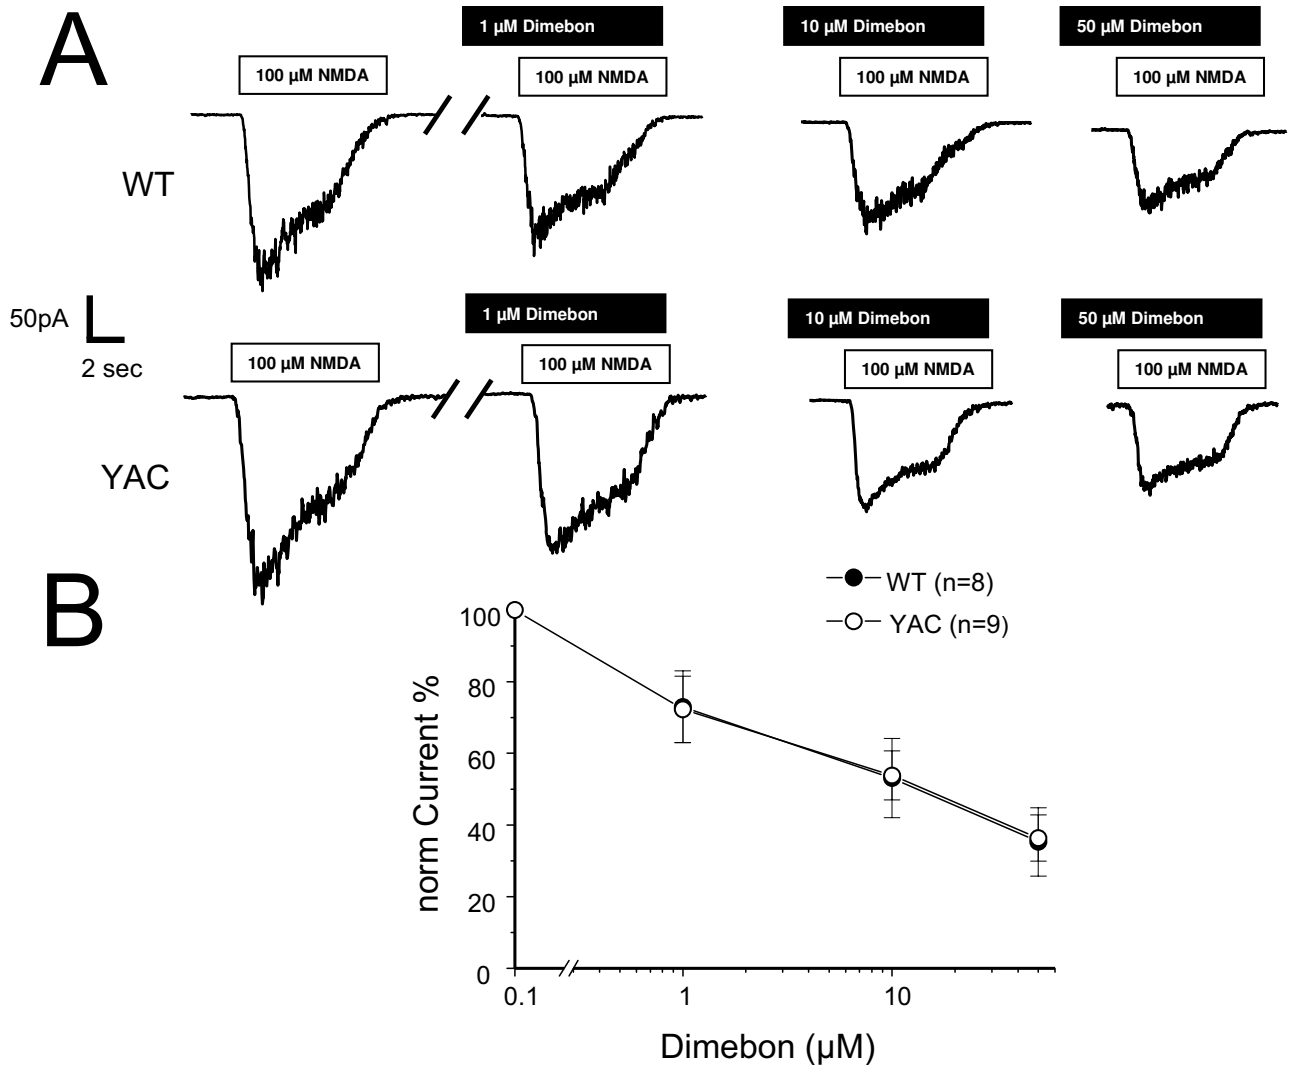 A
1 µM Dimebon
10 µM Dimebon
50 µM Dimebon
100 µM NMDA
100 µM NMDA
100 µM NMDA
100 µM NMDA
WT
50pA
2 sec
1 µM Dimebon
10 µM Dimebon
50 µM Dimebon
100 µM NMDA
100 µM NMDA
100 µM NMDA
100 µM NMDA
YAC
B
WT (n=8)
YAC (n=9)
norm Current %
100
80
60
40
20
0
0.1
1
10
Dimebon (µM)